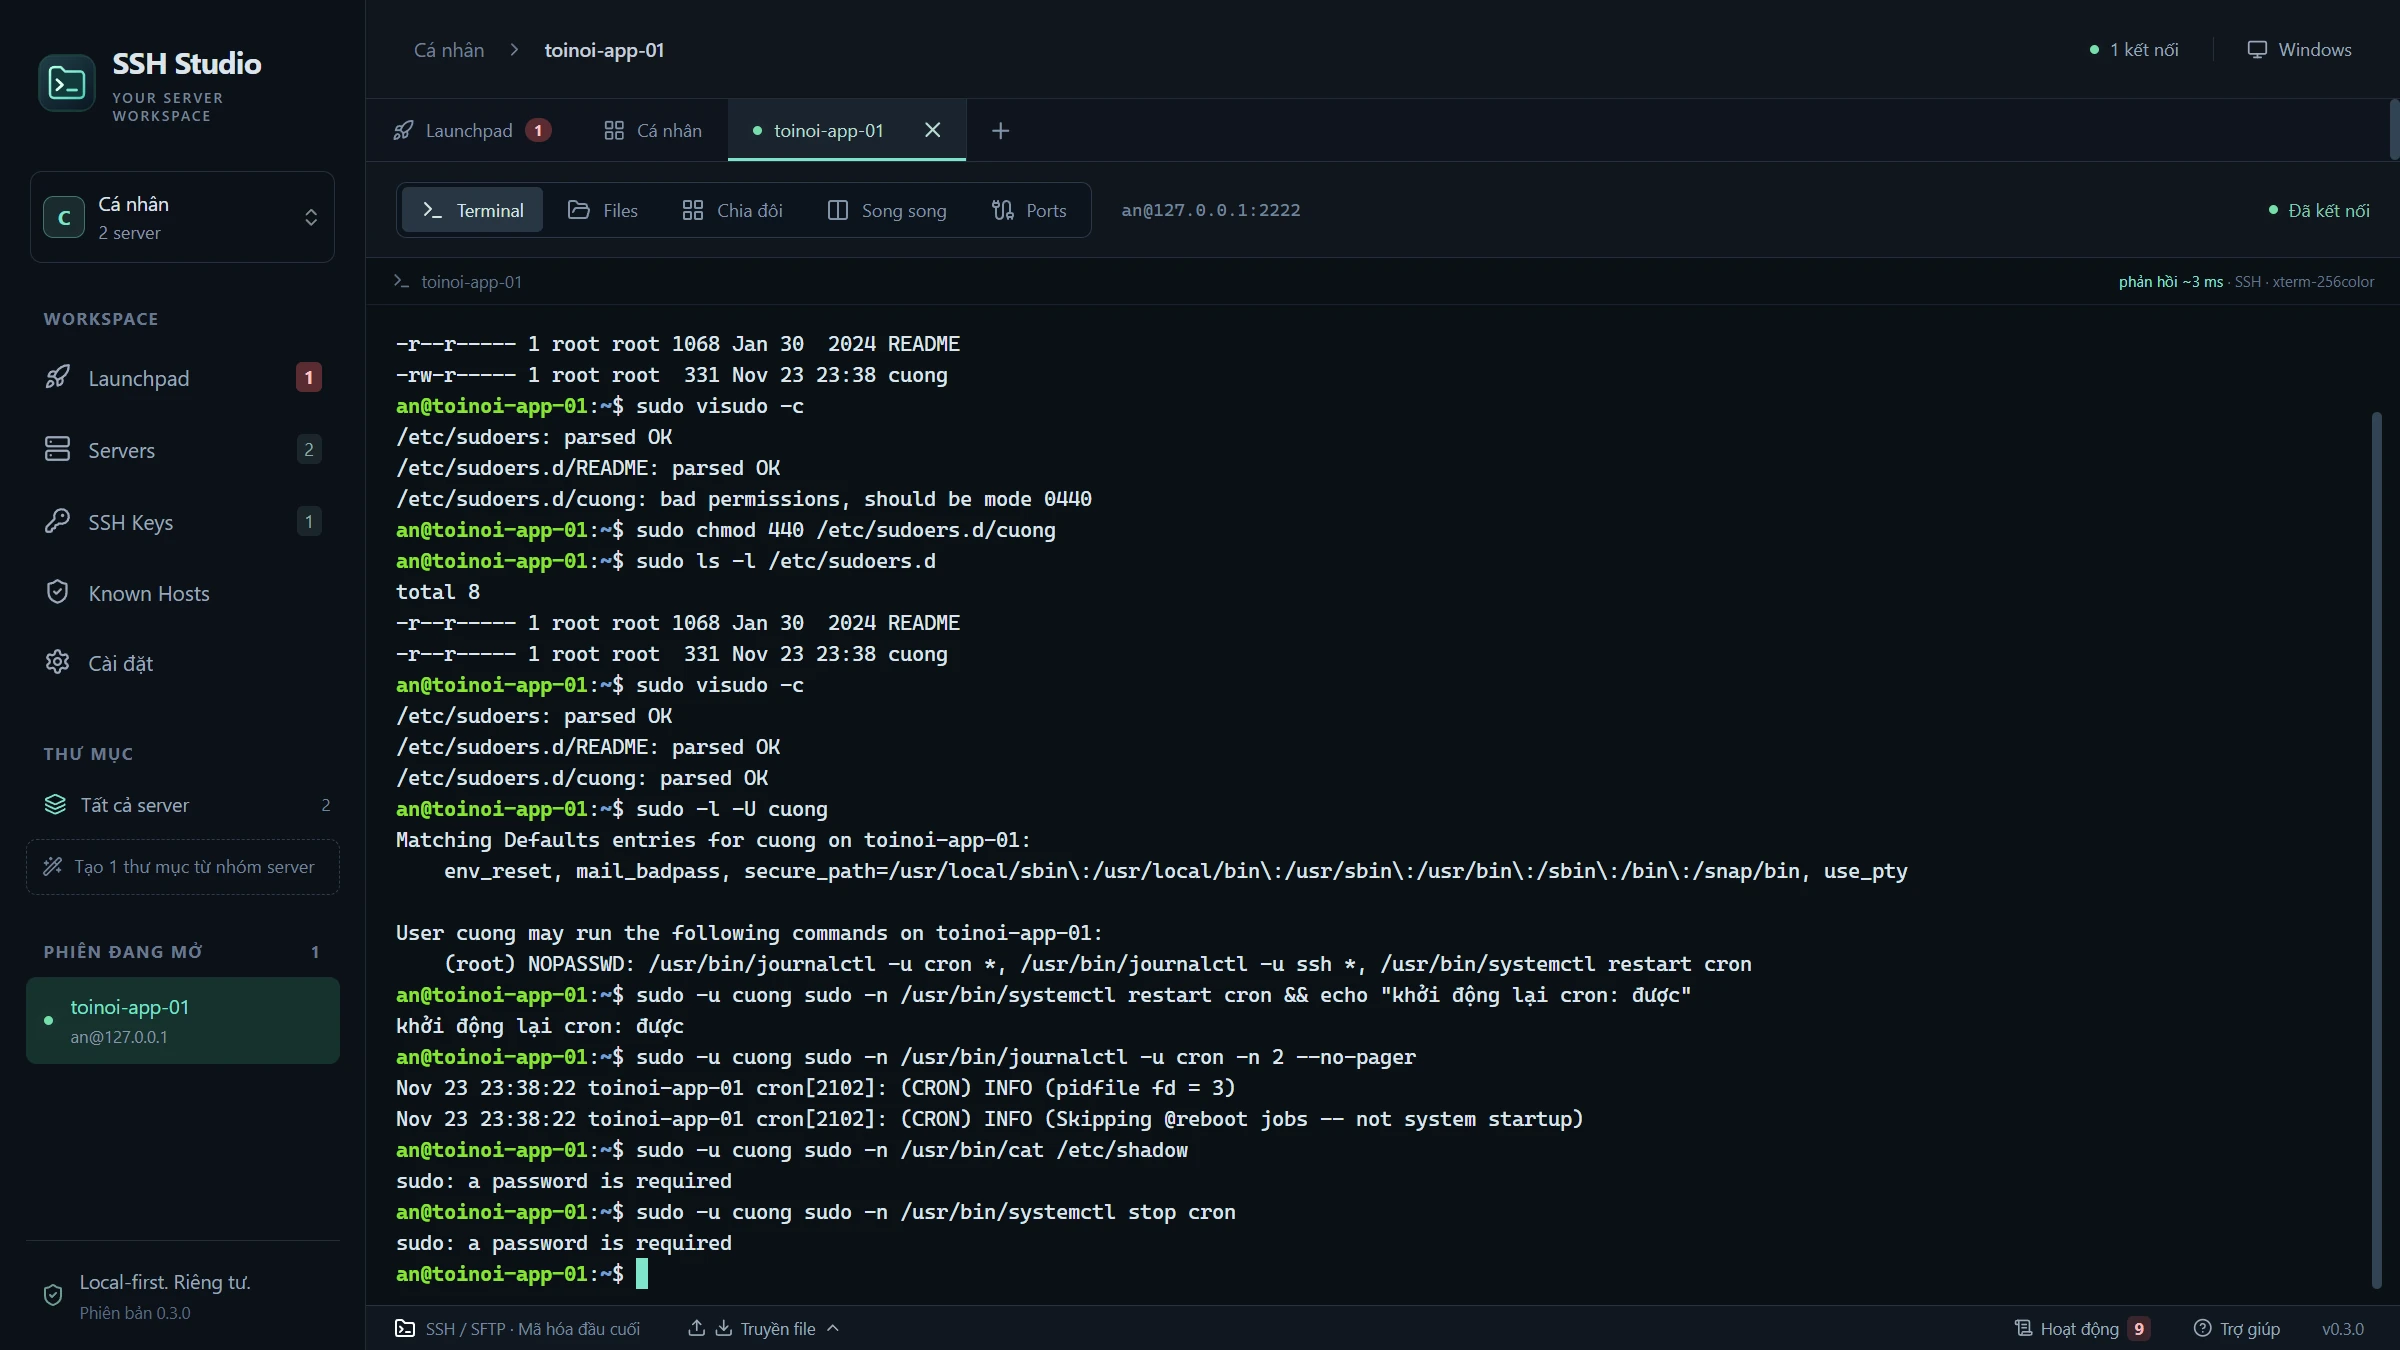 SSH Studio
YOUR SERVER
WORKSPACE
C
Cá nhân
2 server
WORKSPACE
Launchpad 1
Servers 2
SSH Keys 1
Known Hosts
Cài đặt
THƯ MỤC
Tất cả server 2
Tạo 1 thư mục từ nhóm server
PHIÊN ĐANG MỞ 1
toinoi-app-01
an@127.0.0.1
Local-first. Riêng tư.
Phiên bản 0.3.0
Cá nhân > toinoi-app-01
1 kết nối
Windows
Launchpad 1
Cá nhân
toinoi-app-01
Terminal
Files
Chia đôi
Song song
Ports
an@127.0.0.1:2222
Đã kết nối
toinoi-app-01
phản hồi ~3 ms · SSH · xterm-256color
-r--r----- 1 root root 1068 Jan 30  2024 README
-rw-r----- 1 root root  331 Nov 23 23:38 cuong
an@toinoi-app-01:~$ sudo visudo -c
/etc/sudoers: parsed OK
/etc/sudoers.d/README: parsed OK
/etc/sudoers.d/cuong: bad permissions, should be mode 0440
an@toinoi-app-01:~$ sudo chmod 440 /etc/sudoers.d/cuong
an@toinoi-app-01:~$ sudo ls -l /etc/sudoers.d
total 8
-r--r----- 1 root root 1068 Jan 30  2024 README
-r--r----- 1 root root  331 Nov 23 23:38 cuong
an@toinoi-app-01:~$ sudo visudo -c
/etc/sudoers: parsed OK
/etc/sudoers.d/README: parsed OK
/etc/sudoers.d/cuong: parsed OK
an@toinoi-app-01:~$ sudo -l -U cuong
Matching Defaults entries for cuong on toinoi-app-01:
    env_reset, mail_badpass, secure_path=/usr/local/sbin\:/usr/local/bin\:/usr/sbin\:/usr/bin\:/sbin\:/bin\:/snap/bin, use_pty
User cuong may run the following commands on toinoi-app-01:
    (root) NOPASSWD: /usr/bin/journalctl -u cron *, /usr/bin/journalctl -u ssh *, /usr/bin/systemctl restart cron
an@toinoi-app-01:~$ sudo -u cuong sudo -n /usr/bin/systemctl restart cron && echo "khởi động lại cron: được"
khởi động lại cron: được
an@toinoi-app-01:~$ sudo -u cuong sudo -n /usr/bin/journalctl -u cron -n 2 --no-pager
Nov 23 23:38:22 toinoi-app-01 cron[2102]: (CRON) INFO (pidfile fd = 3)
Nov 23 23:38:22 toinoi-app-01 cron[2102]: (CRON) INFO (Skipping @reboot jobs -- not system startup)
an@toinoi-app-01:~$ sudo -u cuong sudo -n /usr/bin/cat /etc/shadow
sudo: a password is required
an@toinoi-app-01:~$ sudo -u cuong sudo -n /usr/bin/systemctl stop cron
sudo: a password is required
an@toinoi-app-01:~$
SSH / SFTP · Mã hóa đầu cuối
Truyền file
Hoạt động 9
Trợ giúp
v0.3.0